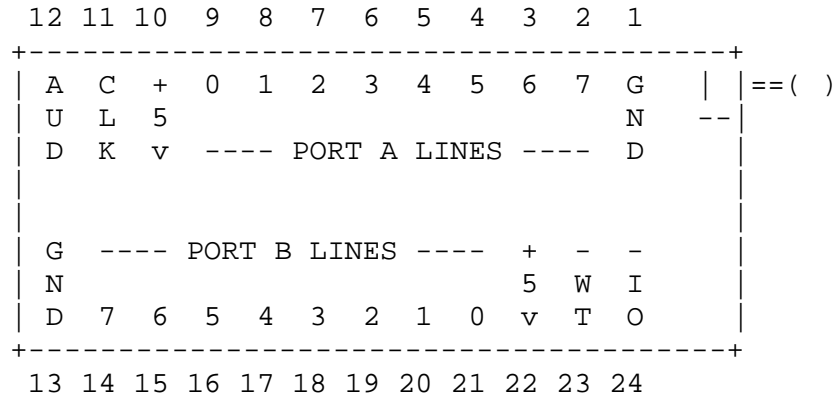 12 11 10  9  8  7  6  5  4  3  2  1
+---------------------------------------+
| A  C  +  0  1  2  3  4  5  6  7  G   | |==( )
| U  L  5                          N   --|
| D  K  v  ---- PORT A LINES ----  D     |
|                                        |
|                                        |
| G  ---- PORT B LINES ----  +  -  -     |
| N                          5  W  I     |
| D  7  6  5  4  3  2  1  0  v  T  O     |
+---------------------------------------+
 13 14 15 16 17 18 19 20 21 22 23 24